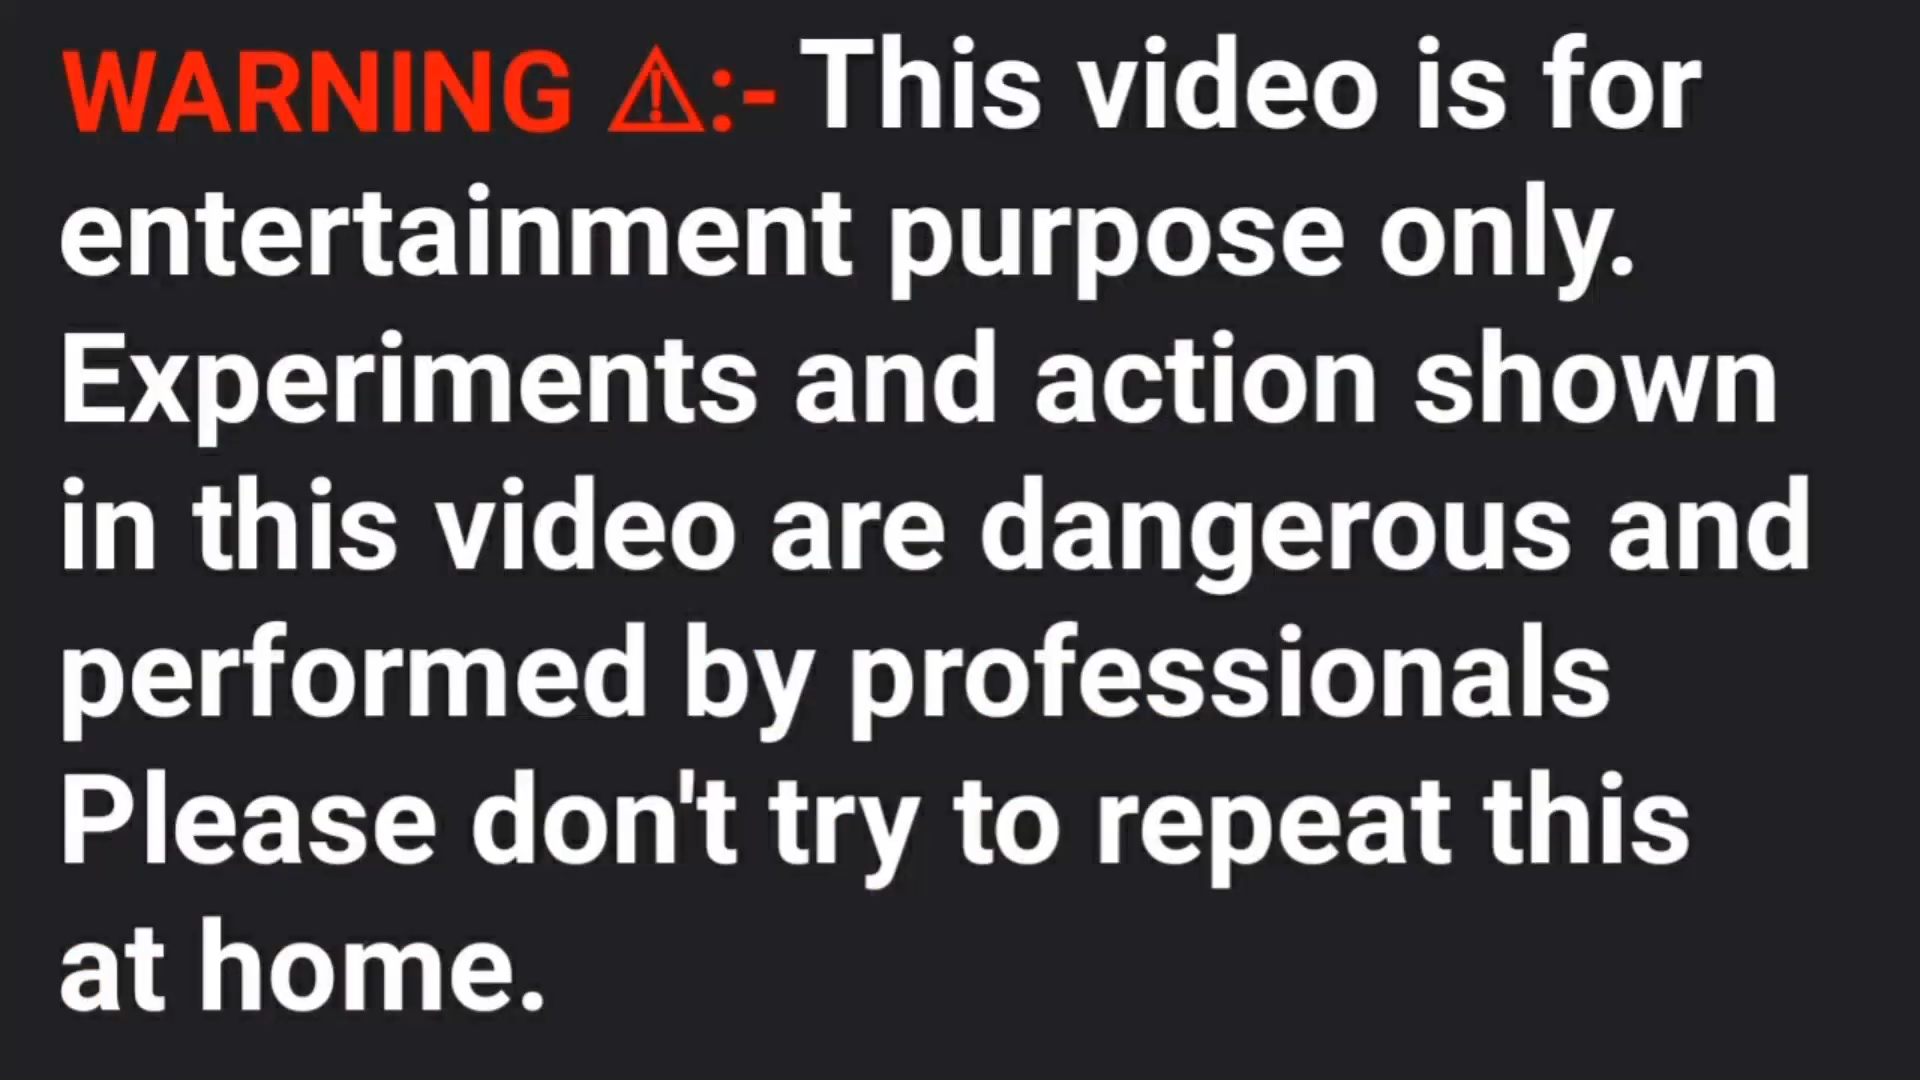 WARNING ⚠:- This video is for
entertainment purpose only.
Experiments and action shown
in this video are dangerous and
performed by professionals
Please don't try to repeat this
at home.